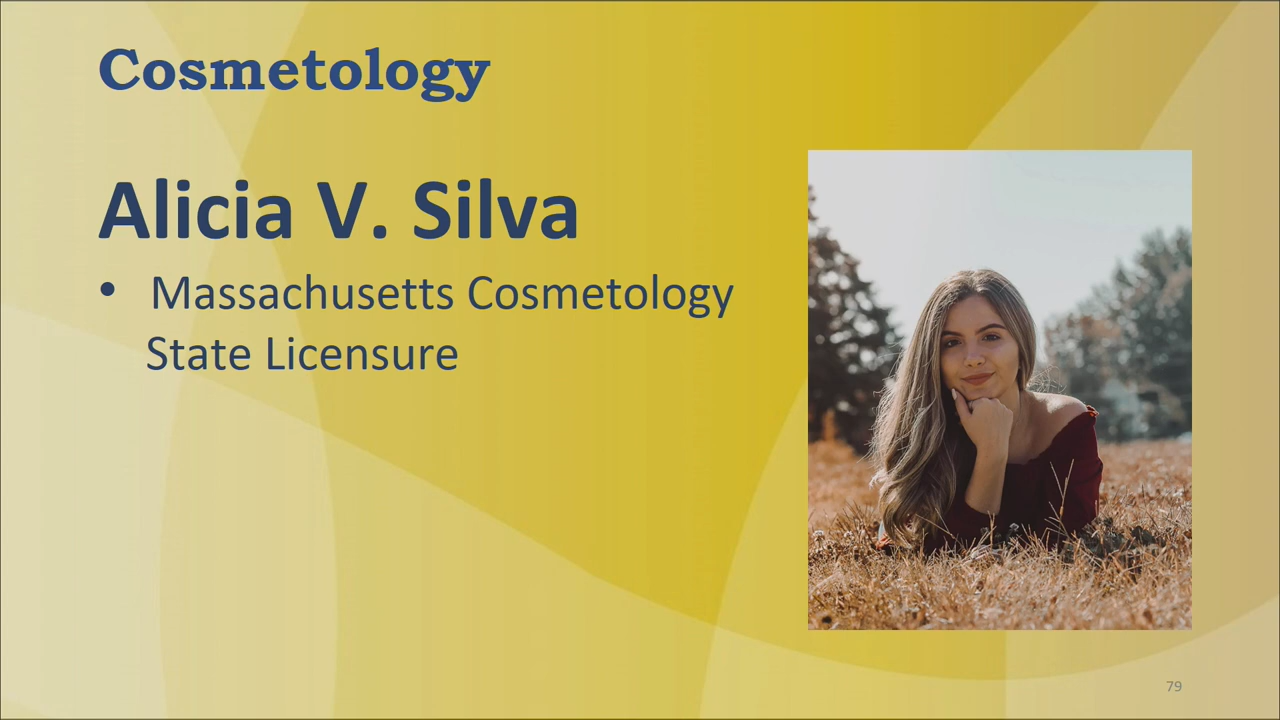 Cosmetology
Alicia V. Silva
• Massachusetts Cosmetology
State Licensure
79